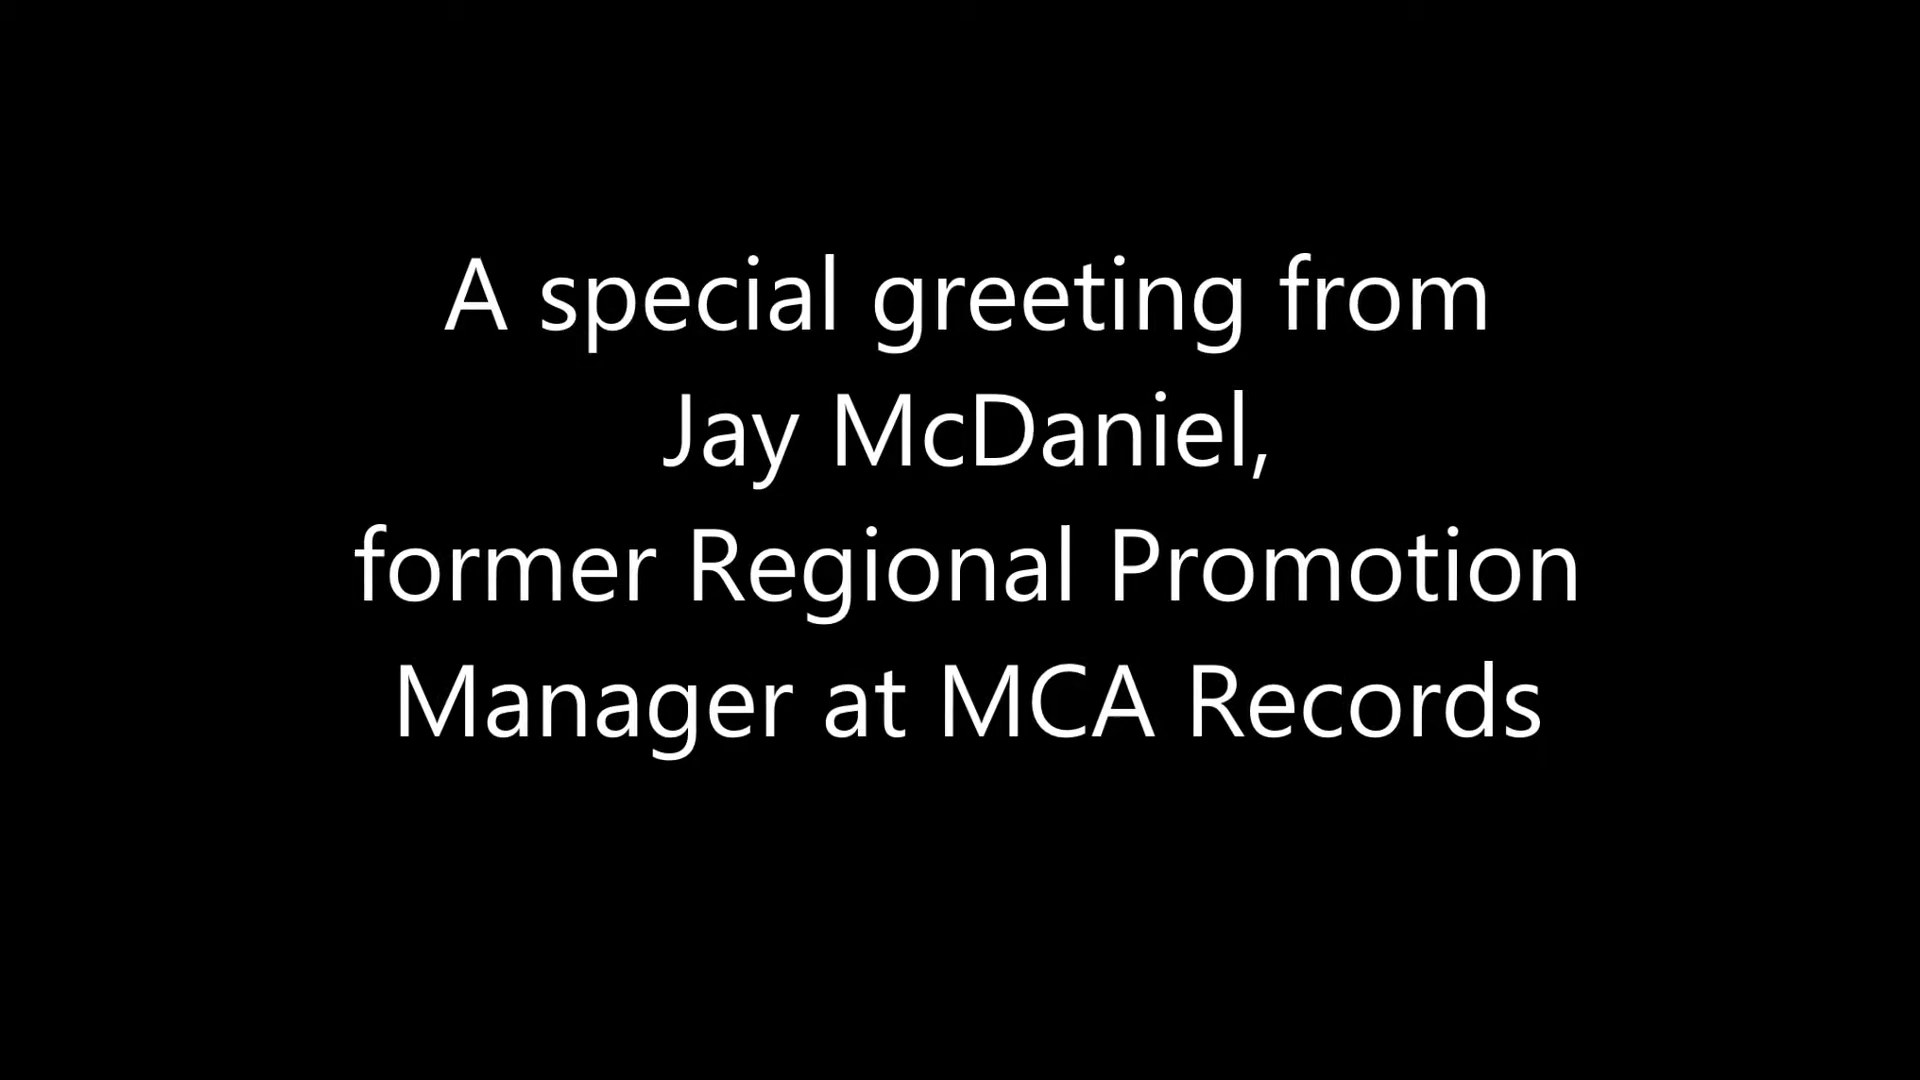 A special greeting from
Jay McDaniel,
former Regional Promotion
Manager at MCA Records